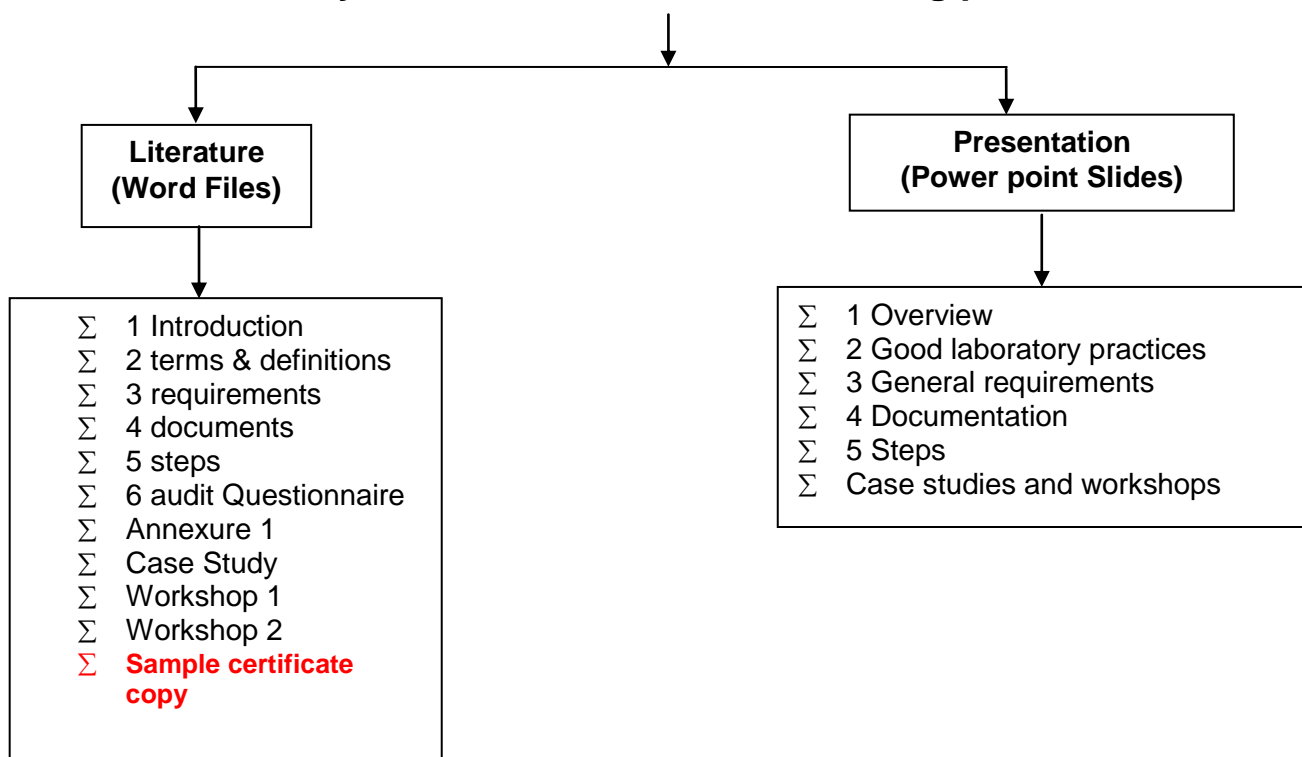 Literature
(Word Files)
Presentation
(Power point Slides)
∑ 1 Introduction
∑ 2 terms & definitions
∑ 3 requirements
∑ 4 documents
∑ 5 steps
∑ 6 audit Questionnaire
∑ Annexure 1
∑ Case Study
∑ Workshop 1
∑ Workshop 2
∑ Sample certificate
copy
∑ 1 Overview
∑ 2 Good laboratory practices
∑ 3 General requirements
∑ 4 Documentation
∑ 5 Steps
∑ Case studies and workshops